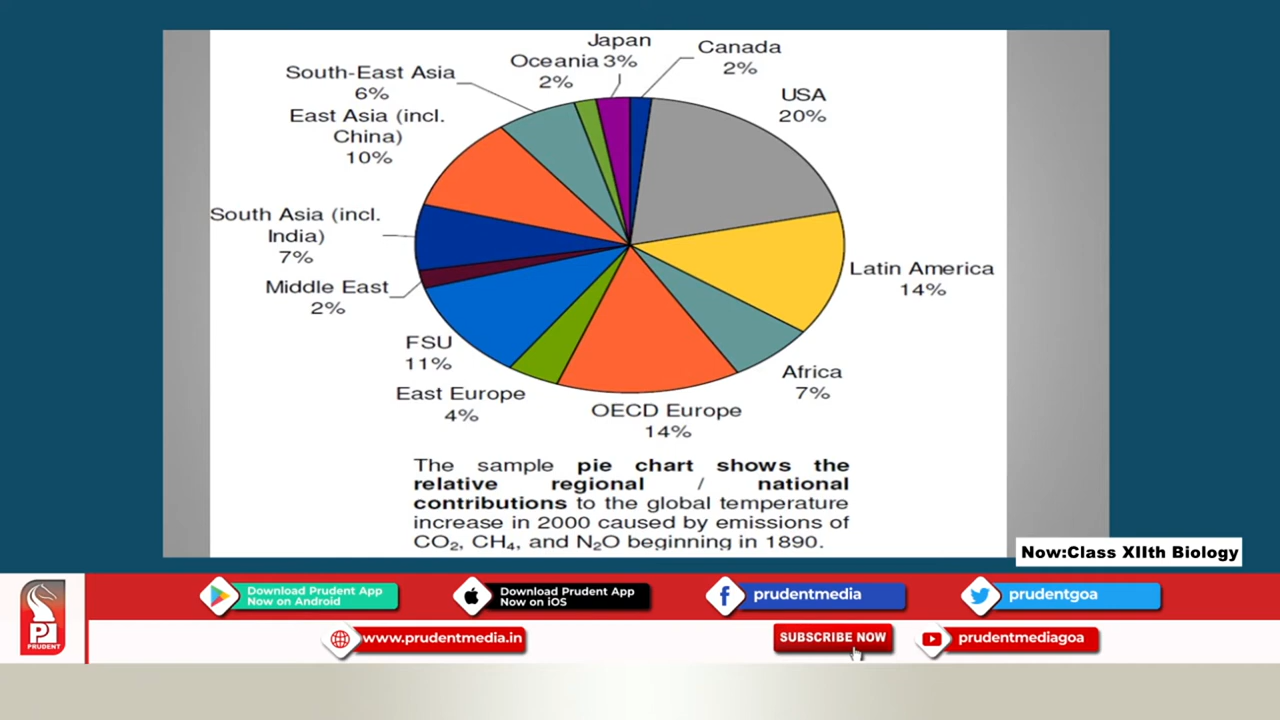 Japan
3%
Canada
2%
Oceania
2%
South-East Asia
6%
USA
20%
East Asia (incl.
China)
10%
South Asia (incl.
India)
7%
Latin America
14%
Middle East
2%
FSU
11%
Africa
7%
East Europe
4%
OECD Europe
14%
The sample pie chart shows the
relative regional / national
contributions to the global temperature
increase in 2000 caused by emissions of
CO₂, CH₄, and N₂O beginning in 1890.
Now:Class XIIth Biology
PI
PRUDENT
Download Prudent App
Now on Android
Download Prudent App
Now on iOS
prudentmedia
prudentgoa
www.prudentmedia.in
SUBSCRIBE NOW
prudentmediagoa